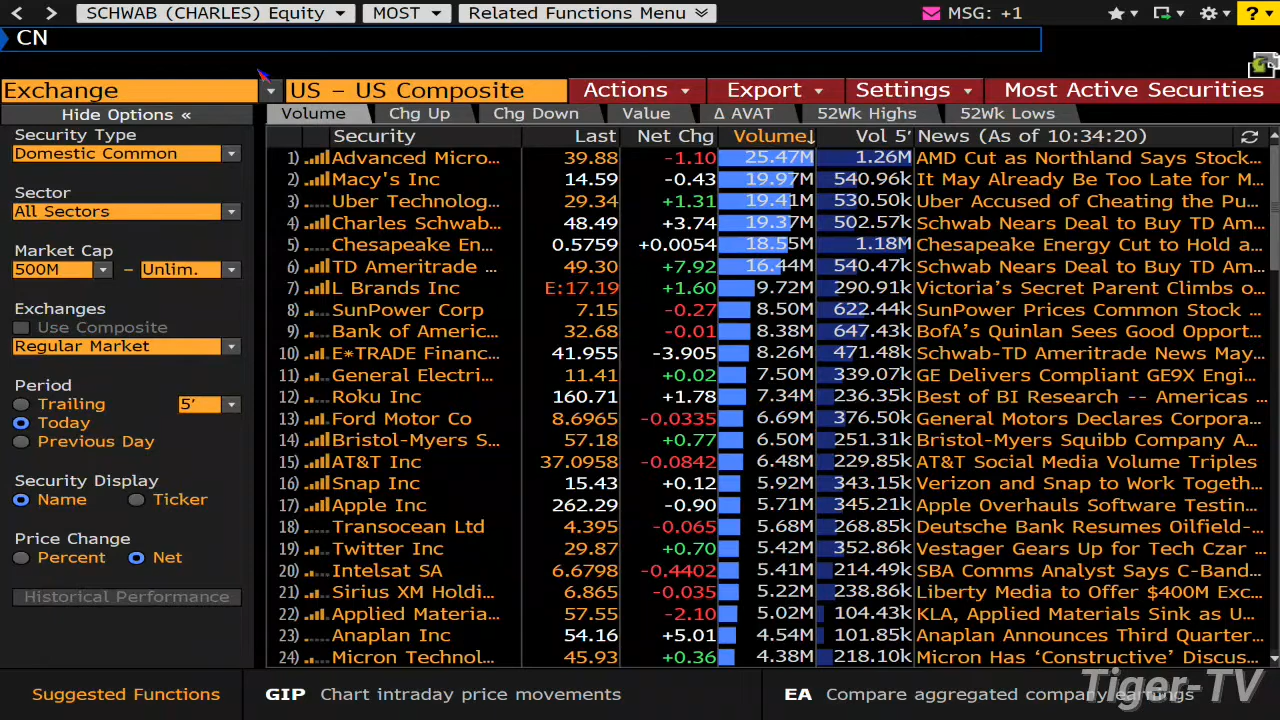 SCHWAB (CHARLES) Equity MOST Related Functions Menu MSG: +1 ?
CN
Exchange US - US Composite Actions Export Settings Most Active Securities
Hide Options « Volume Chg Up Chg Down Value Δ AVAT 52Wk Highs 52Wk Lows
Security Type
Domestic Common
Sector
All Sectors
Market Cap
500M - Unlim.
Exchanges
Use Composite
Regular Market
Period
Trailing 5'
Today
Previous Day
Security Display
Name Ticker
Price Change
Percent Net
Historical Performance
Security Last Net Chg Volume↓ Vol 5' News (As of 10:34:20)
1) Advanced Micro... 39.88 -1.10 25.47M 1.26M AMD Cut as Northland Says Stock...
2) Macy's Inc 14.59 -0.43 19.97M 540.96k It May Already Be Too Late for M...
3) Uber Technolog... 29.34 +1.31 19.41M 530.50k Uber Accused of Cheating the Pu...
4) Charles Schwab... 48.49 +3.74 19.37M 502.57k Schwab Nears Deal to Buy TD Am...
5) Chesapeake En... 0.5759 +0.0054 18.55M 1.18M Chesapeake Energy Cut to Hold a...
6) TD Ameritrade ... 49.30 +7.92 16.44M 540.47k Schwab Nears Deal to Buy TD Am...
7) L Brands Inc E:17.19 +1.60 9.72M 290.91k Victoria's Secret Parent Climbs o...
8) SunPower Corp 7.15 -0.27 8.50M 622.44k SunPower Prices Common Stock ...
9) Bank of Americ... 32.68 -0.01 8.38M 647.43k BofA's Quinlan Sees Good Opport...
10) E*TRADE Financ... 41.955 -3.905 8.26M 471.48k Schwab-TD Ameritrade News May...
11) General Electri... 11.41 +0.02 7.50M 339.07k GE Delivers Compliant GE9X Engi...
12) Roku Inc 160.71 +1.78 7.34M 236.35k Best of BI Research -- Americas ...
13) Ford Motor Co 8.6965 -0.0335 6.69M 376.50k General Motors Declares Corpora...
14) Bristol-Myers S... 57.18 +0.77 6.50M 251.31k Bristol-Myers Squibb Company A...
15) AT&T Inc 37.0958 -0.0842 6.48M 229.85k AT&T Social Media Volume Triples
16) Snap Inc 15.43 +0.12 5.92M 343.15k Verizon and Snap to Work Togeth...
17) Apple Inc 262.29 -0.90 5.71M 345.21k Apple Overhauls Software Testin...
18) Transocean Ltd 4.395 -0.065 5.68M 268.85k Deutsche Bank Resumes Oilfield-...
19) Twitter Inc 29.87 +0.70 5.42M 352.86k Vestager Gears Up for Tech Czar ...
20) Intelsat SA 6.6798 -0.4402 5.41M 214.49k SBA Comms Analyst Says C-Band...
21) Sirius XM Holdi... 6.865 -0.035 5.22M 238.86k Liberty Media to Offer $400M Exc...
22) Applied Materia... 57.55 -2.10 5.02M 104.43k KLA, Applied Materials Sink as U...
23) Anaplan Inc 54.16 +5.01 4.54M 101.85k Anaplan Announces Third Quarter...
24) Micron Technol... 45.93 +0.36 4.38M 218.10k Micron Has ‘Constructive’ Discus...
Suggested Functions GIP Chart intraday price movements EA Compare aggregated company earnings
Tiger-TV